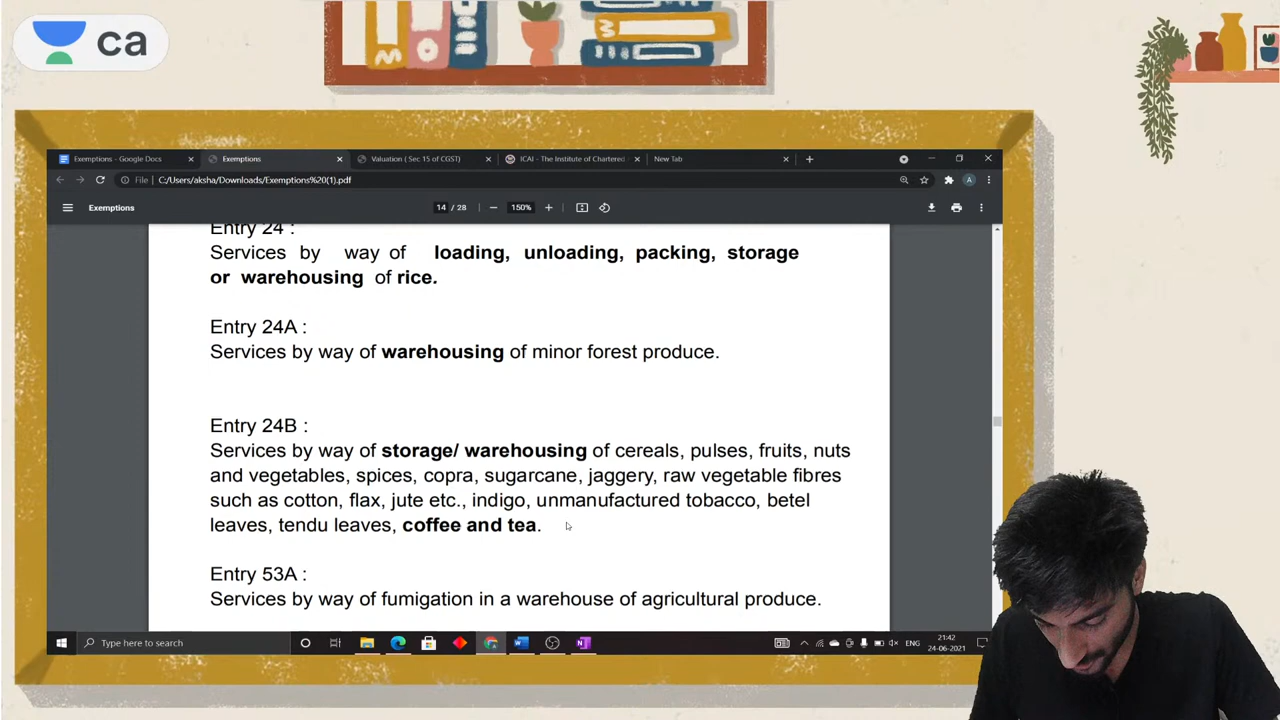 ca
Exemptions - Google Docs
Exemptions
Valuation ( Sec 15 of CGST)
ICAI - The Institute of Chartered
New Tab
File
C:/Users/aksha/Downloads/Exemptions%20(1).pdf
A
Exemptions
14 / 28
150%
Entry 24 :
Services by way of loading, unloading, packing, storage
or warehousing of rice.
Entry 24A :
Services by way of warehousing of minor forest produce.
Entry 24B :
Services by way of storage/ warehousing of cereals, pulses, fruits, nuts
and vegetables, spices, copra, sugarcane, jaggery, raw vegetable fibres
such as cotton, flax, jute etc., indigo, unmanufactured tobacco, betel
leaves, tendu leaves, coffee and tea.
Entry 53A :
Services by way of fumigation in a warehouse of agricultural produce.
Type here to search
ENG
21:42
24-06-2021